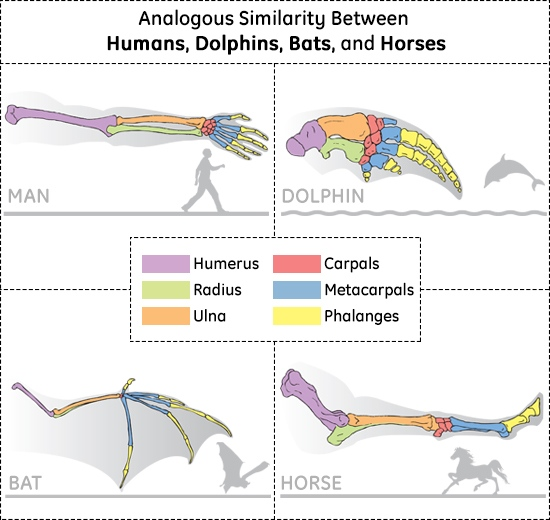 Analogous Similarity Between
Humans, Dolphins, Bats, and Horses
MAN
DOLPHIN
Humerus
Carpals
Radius
Metacarpals
Ulna
Phalanges
BAT
HORSE